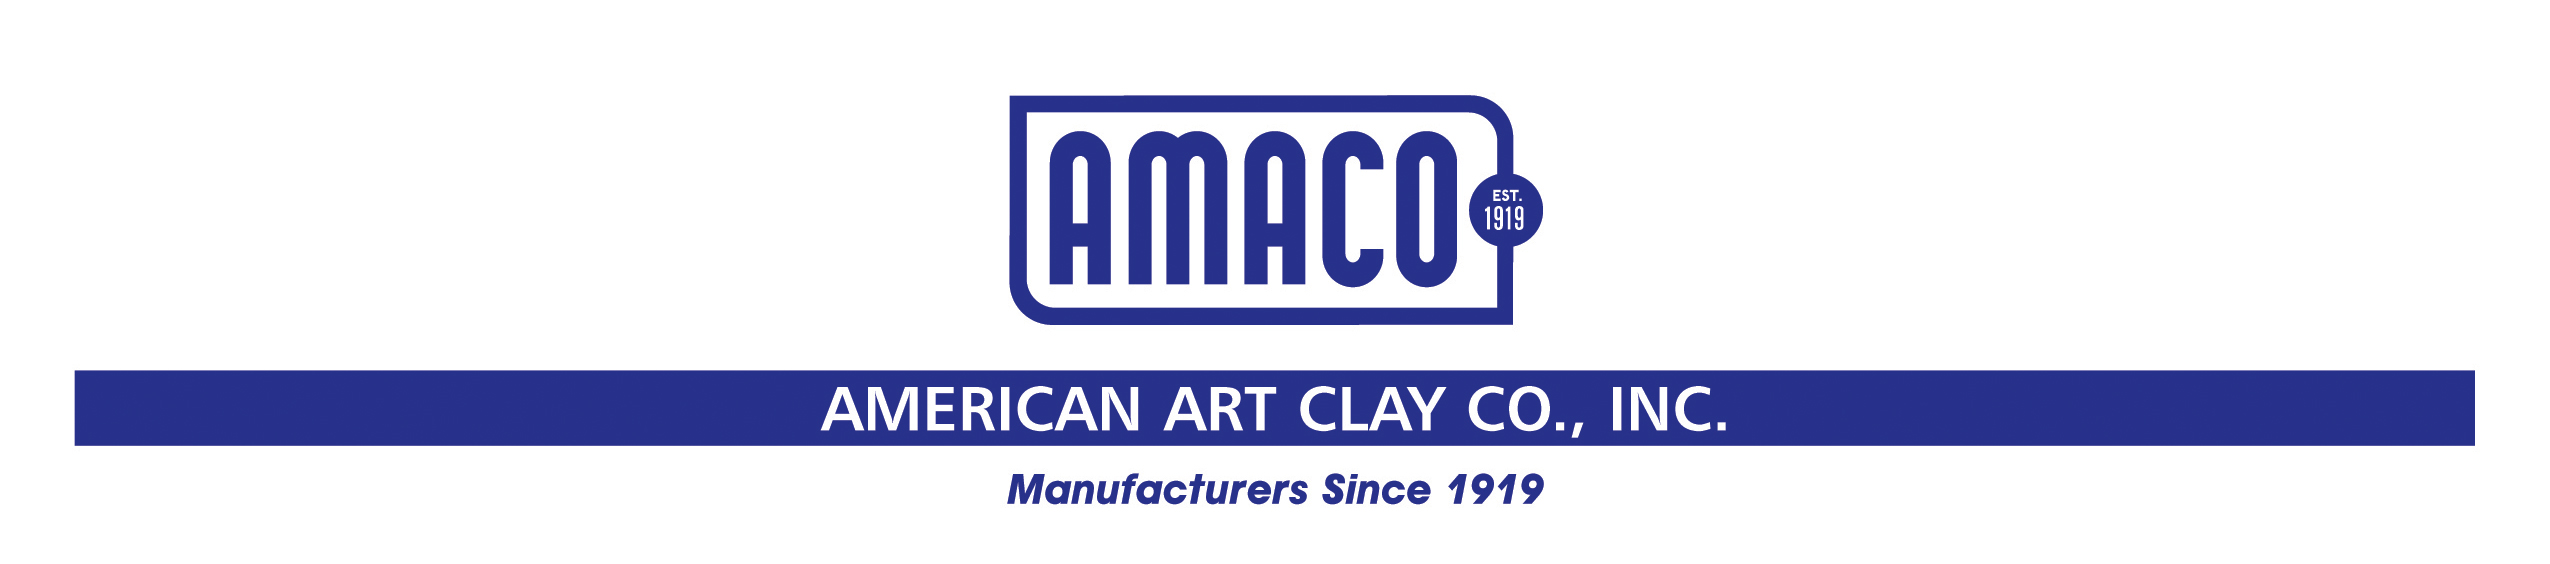 AMACO
EST.
1919
AMERICAN ART CLAY CO., INC.
Manufacturers Since 1919